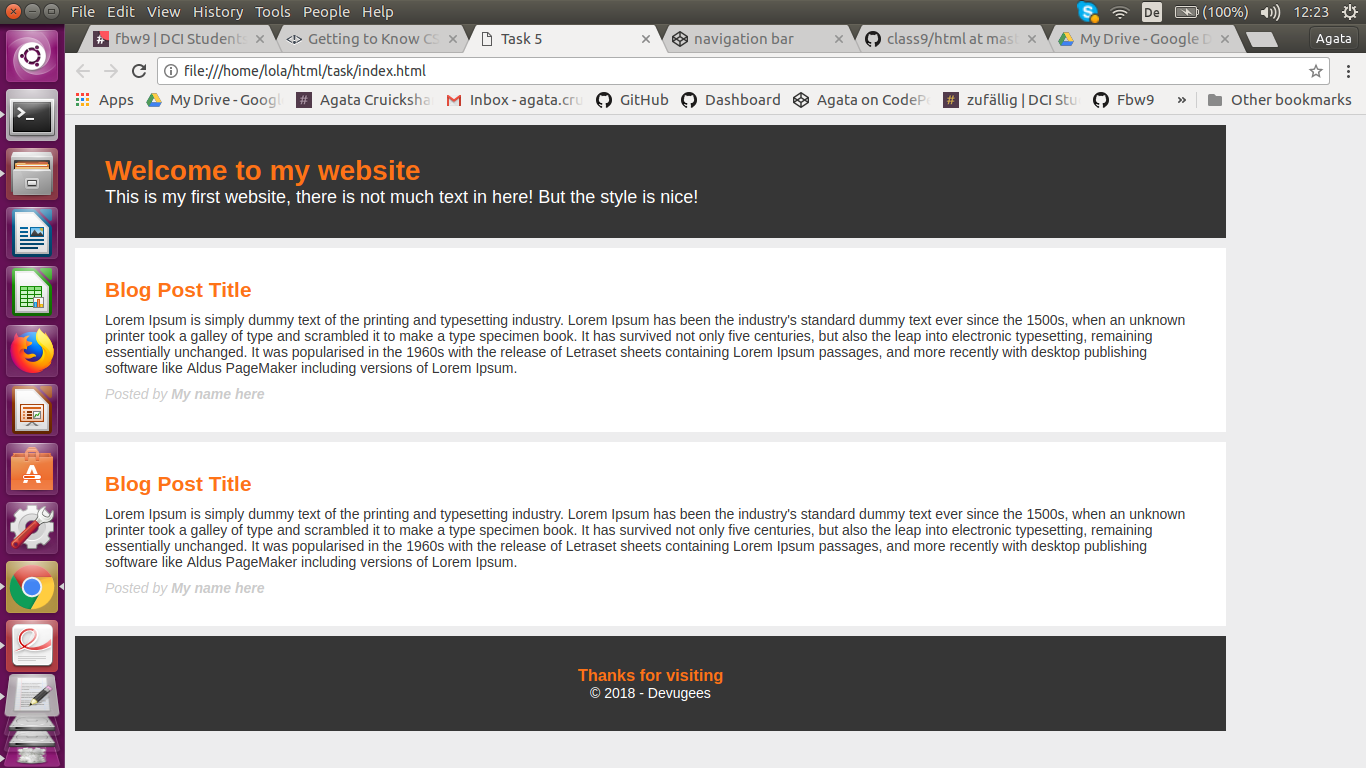 File Edit View History Tools People Help
De (100%) 12:23
fbw9 | DCI Students
Getting to Know CS
Task 5
navigation bar
class9/html at mast
My Drive - Google D
Agata
file:///home/lola/html/task/index.html
Apps My Drive - Googl Agata Cruicksha Inbox - agata.cru GitHub Dashboard Agata on CodePe zufällig | DCI Stu Fbw9 » Other bookmarks
Welcome to my website
This is my first website, there is not much text in here! But the style is nice!
Blog Post Title
Lorem Ipsum is simply dummy text of the printing and typesetting industry. Lorem Ipsum has been the industry's standard dummy text ever since the 1500s, when an unknown
printer took a galley of type and scrambled it to make a type specimen book. It has survived not only five centuries, but also the leap into electronic typesetting, remaining
essentially unchanged. It was popularised in the 1960s with the release of Letraset sheets containing Lorem Ipsum passages, and more recently with desktop publishing
software like Aldus PageMaker including versions of Lorem Ipsum.
Posted by My name here
Blog Post Title
Lorem Ipsum is simply dummy text of the printing and typesetting industry. Lorem Ipsum has been the industry's standard dummy text ever since the 1500s, when an unknown
printer took a galley of type and scrambled it to make a type specimen book. It has survived not only five centuries, but also the leap into electronic typesetting, remaining
essentially unchanged. It was popularised in the 1960s with the release of Letraset sheets containing Lorem Ipsum passages, and more recently with desktop publishing
software like Aldus PageMaker including versions of Lorem Ipsum.
Posted by My name here
Thanks for visiting
© 2018 - Devugees